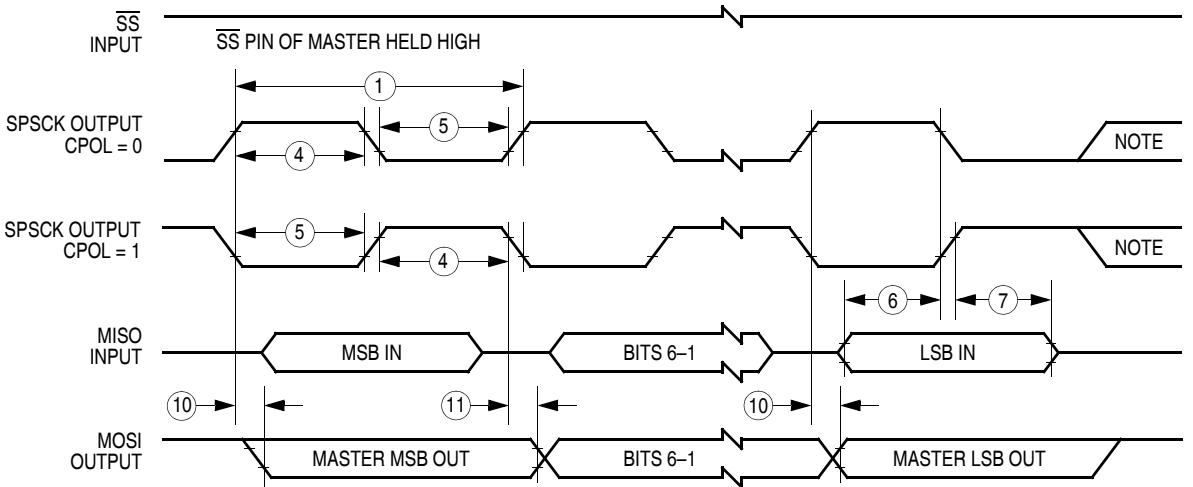 SS
INPUT
SS PIN OF MASTER HELD HIGH
1
SPSCK OUTPUT
CPOL = 0
5
4
NOTE
SPSCK OUTPUT
CPOL = 1
5
4
NOTE
6
7
MISO
INPUT
MSB IN
BITS 6–1
LSB IN
10
11
10
MOSI
OUTPUT
MASTER MSB OUT
BITS 6–1
MASTER LSB OUT